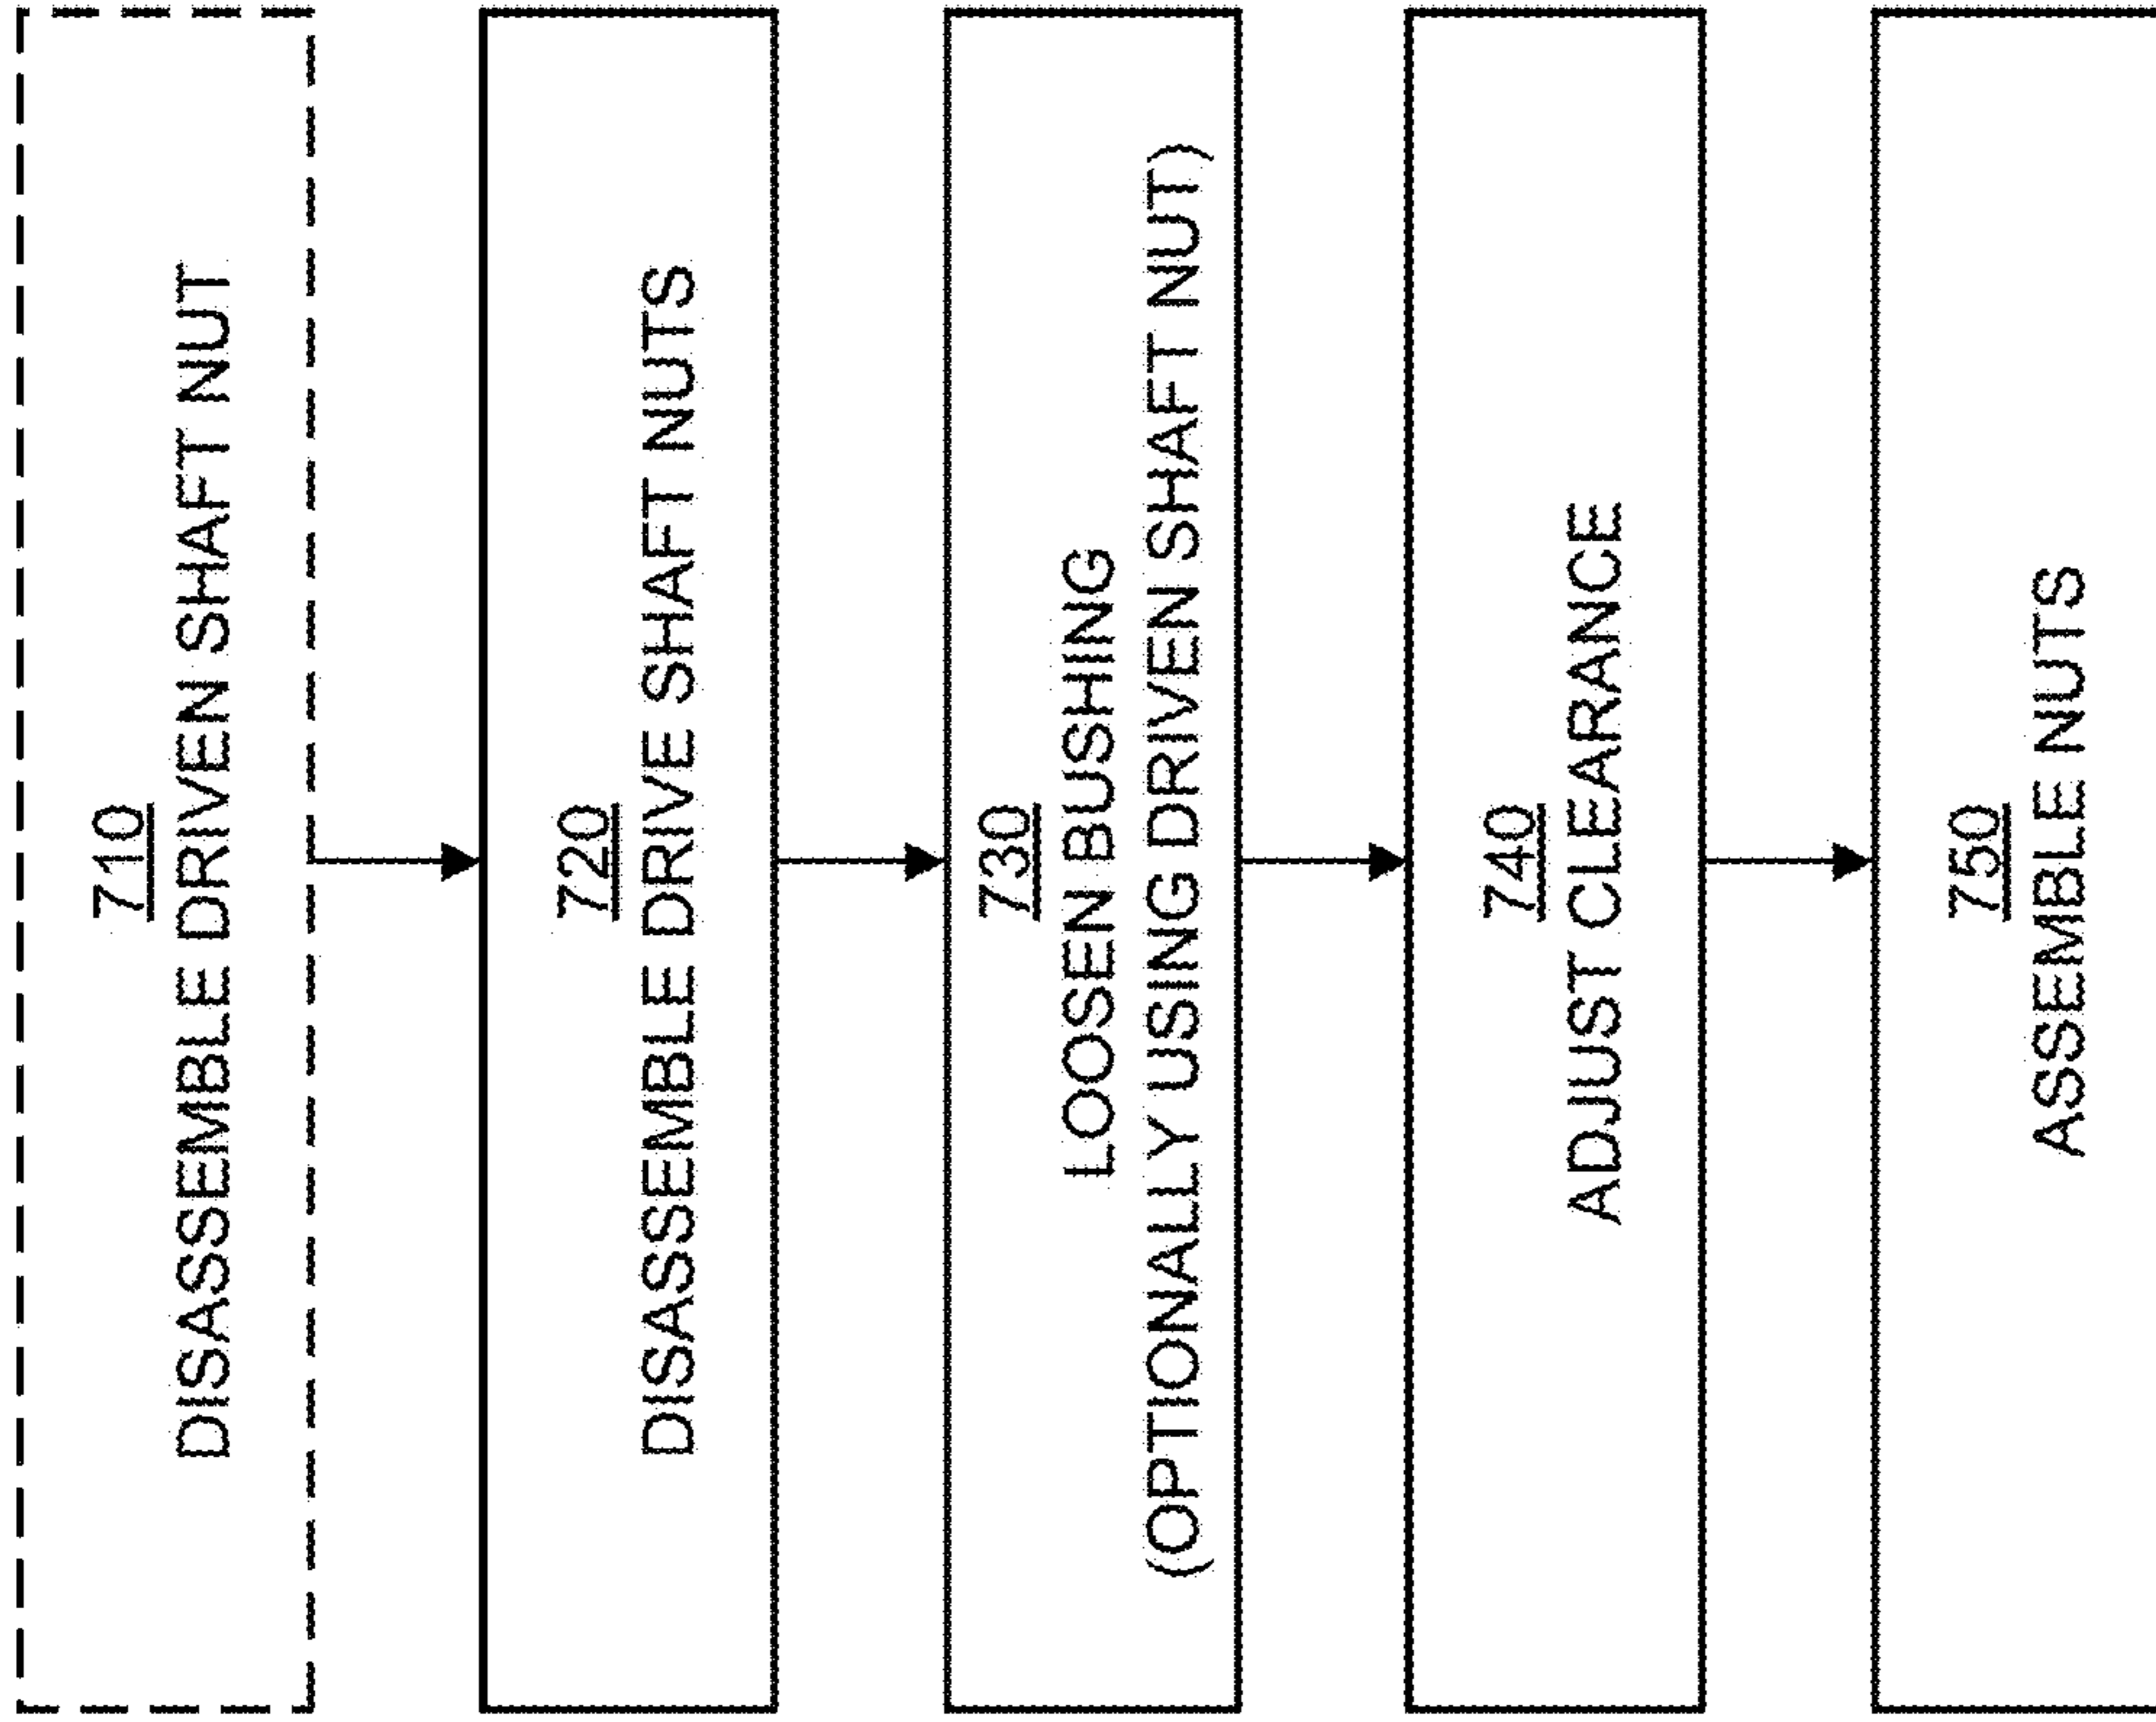 710
DISASSEMBLE DRIVEN SHAFT NUT
720
DISASSEMBLE DRIVE SHAFT NUTS
730
LOOSEN BUSHING
(OPTIONALLY USING DRIVEN SHAFT NUT)
740
ADJUST CLEARANCE
750
ASSEMBLE NUTS